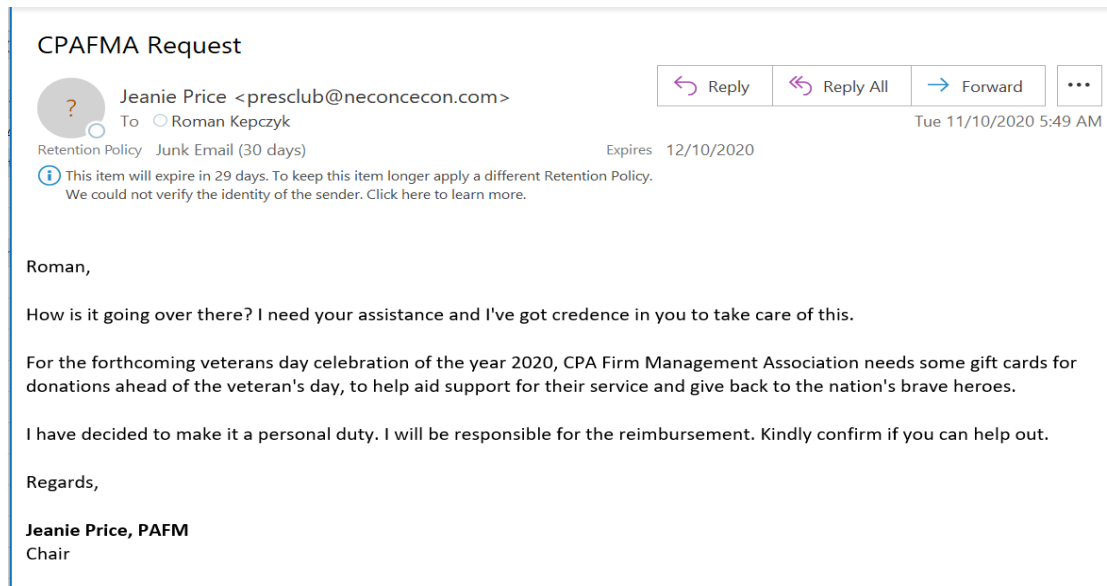 CPAFMA Request
?
Jeanie Price <presclub@neconcecon.com>
Reply
Reply All
Forward
To Roman Kepczyk
Tue 11/10/2020 5:49 AM
Retention Policy Junk Email (30 days)
Expires 12/10/2020
This item will expire in 29 days. To keep this item longer apply a different Retention Policy.
We could not verify the identity of the sender. Click here to learn more.
Roman,
How is it going over there? I need your assistance and I've got credence in you to take care of this.
For the forthcoming veterans day celebration of the year 2020, CPA Firm Management Association needs some gift cards for
donations ahead of the veteran's day, to help aid support for their service and give back to the nation's brave heroes.
I have decided to make it a personal duty. I will be responsible for the reimbursement. Kindly confirm if you can help out.
Regards,
Jeanie Price, PAFM
Chair